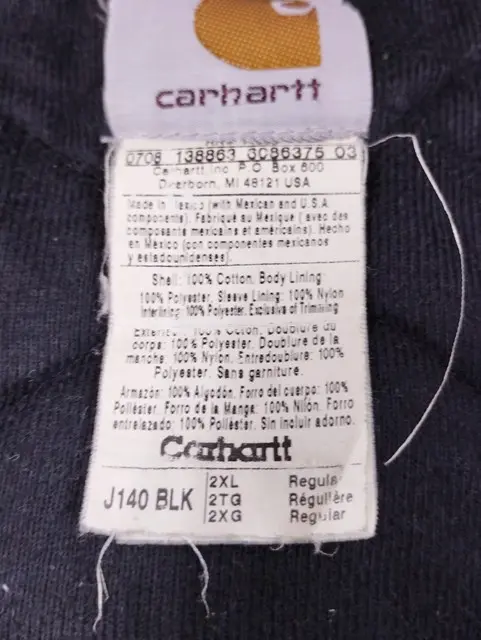 carhartt
0708 138863 3C86375 03
Carhartt Inc P.O. Box 600
Dearborn, MI 48121 USA
Made in Mexico (with Mexican and U.S.A.
components). Fabriqué au Mexique (avec des
composants mexicains et américains). Hecho
en México (con componentes mexicanos
y estadounidenses).
Shell: 100% Cotton, Body Lining:
100% Polyester, Sleeve Lining: 100% Nylon
Interlining: 100% Polyester, Exclusive of Trimming
Extérieur: 100% Coton. Doublure du
corps: 100% Polyester. Doublure de la
manche: 100% Nylon. Entredoublure: 100%
Polyester. Sans garniture.
Armazón: 100% Algodón. Forro del cuerpo: 100%
Poliéster. Forro de la Manga: 100% Nilón. Forro
entrelazado: 100% Poliéster. Sin incluir adorno.
Carhartt
J140 BLK
2XL Regular
2TG Régulière
2XG Regular